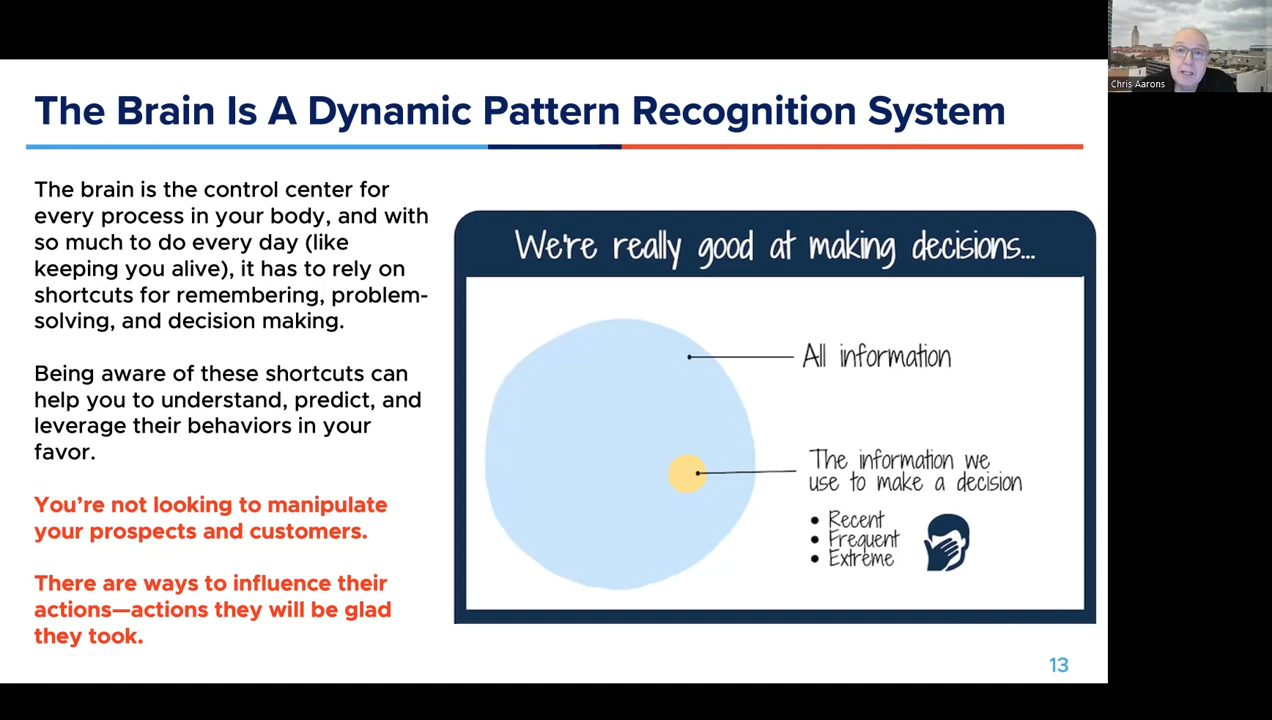 The Brain Is A Dynamic Pattern Recognition System
The brain is the control center for
every process in your body, and with
so much to do every day (like
keeping you alive), it has to rely on
shortcuts for remembering, problem-
solving, and decision making.
Being aware of these shortcuts can
help you to understand, predict, and
leverage their behaviors in your
favor.
You’re not looking to manipulate
your prospects and customers.
There are ways to influence their
actions—actions they will be glad
they took.
We're really good at making decisions...
All information
The information we
use to make a decision
• Recent
• Frequent
• Extreme
13
Chris Aarons